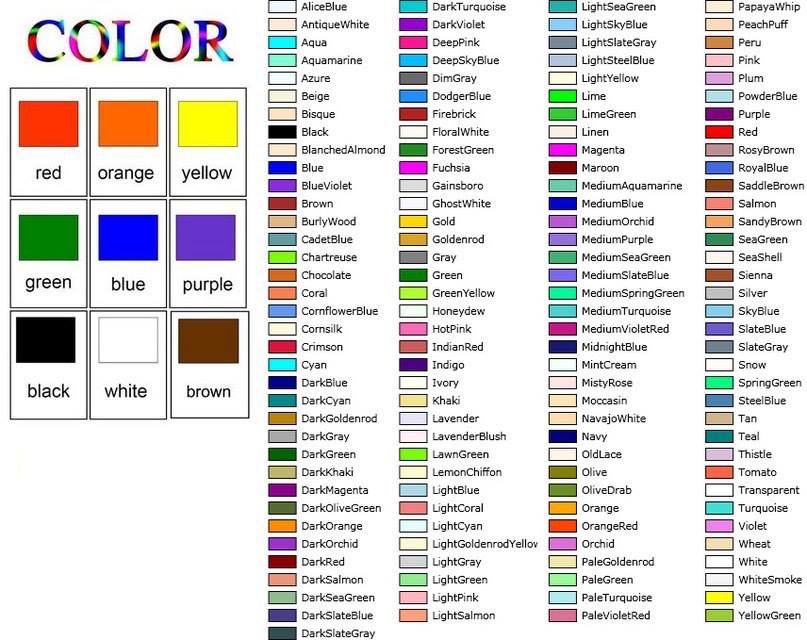 COLOR
red
orange
yellow
green
blue
purple
black
white
brown
AliceBlue
AntiqueWhite
Aqua
Aquamarine
Azure
Beige
Bisque
Black
BlanchedAlmond
Blue
BlueViolet
Brown
BurlyWood
CadetBlue
Chartreuse
Chocolate
Coral
CornflowerBlue
Cornsilk
Crimson
Cyan
DarkBlue
DarkCyan
DarkGoldenrod
DarkGray
DarkGreen
DarkKhaki
DarkMagenta
DarkOliveGreen
DarkOrange
DarkOrchid
DarkRed
DarkSalmon
DarkSeaGreen
DarkSlateBlue
DarkSlateGray
DarkTurquoise
DarkViolet
DeepPink
DeepSkyBlue
DimGray
DodgerBlue
Firebrick
FloralWhite
ForestGreen
Fuchsia
Gainsboro
GhostWhite
Gold
Goldenrod
Gray
Green
GreenYellow
Honeydew
HotPink
IndianRed
Indigo
Ivory
Khaki
Lavender
LavenderBlush
LawnGreen
LemonChiffon
LightBlue
LightCoral
LightCyan
LightGoldenrodYellow
LightGray
LightGreen
LightPink
LightSalmon
LightSeaGreen
LightSkyBlue
LightSlateGray
LightSteelBlue
LightYellow
Lime
LimeGreen
Linen
Magenta
Maroon
MediumAquamarine
MediumBlue
MediumOrchid
MediumPurple
MediumSeaGreen
MediumSlateBlue
MediumSpringGreen
MediumTurquoise
MediumVioletRed
MidnightBlue
MintCream
MistyRose
Moccasin
NavajoWhite
Navy
OldLace
Olive
OliveDrab
Orange
OrangeRed
Orchid
PaleGoldenrod
PaleGreen
PaleTurquoise
PaleVioletRed
PapayaWhip
PeachPuff
Peru
Pink
Plum
PowderBlue
Purple
Red
RosyBrown
RoyalBlue
SaddleBrown
Salmon
SandyBrown
SeaGreen
SeaShell
Sienna
Silver
SkyBlue
SlateBlue
SlateGray
Snow
SpringGreen
SteelBlue
Tan
Teal
Thistle
Tomato
Transparent
Turquoise
Violet
Wheat
White
WhiteSmoke
Yellow
YellowGreen